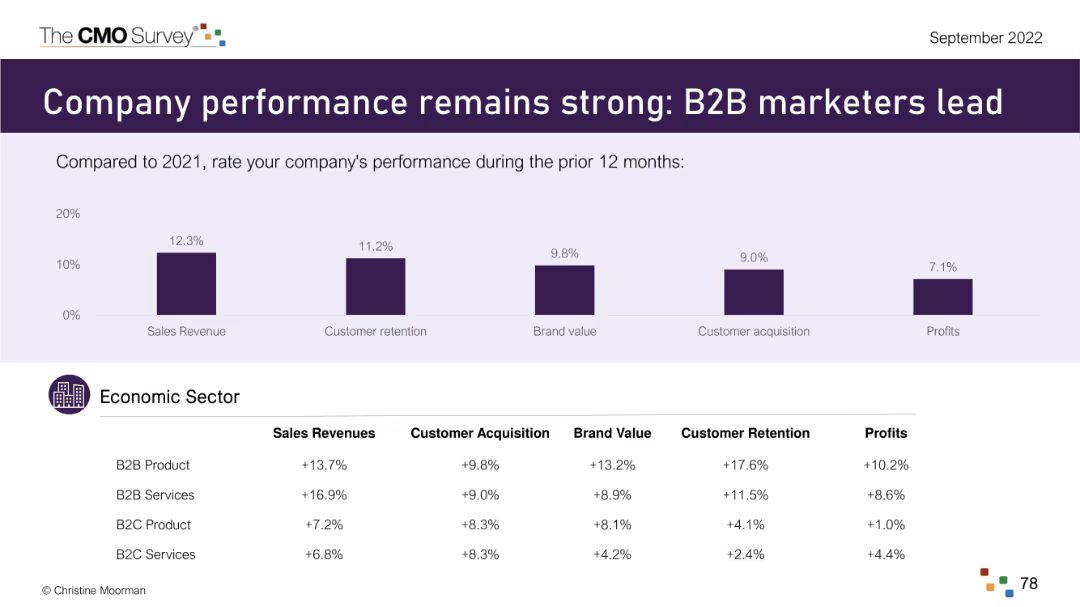 The CMO Survey
September 2022
Company performance remains strong: B2B marketers lead
Compared to 2021, rate your company's performance during the prior 12 months:
20%
10%
0%
12.3%
11.2%
9.8%
9.0%
7.1%
Sales Revenue
Customer retention
Brand value
Customer acquisition
Profits
Economic Sector
Sales Revenues Customer Acquisition Brand Value Customer Retention Profits
B2B Product +13.7% +9.8% +13.2% +17.6% +10.2%
B2B Services +16.9% +9.0% +8.9% +11.5% +8.6%
B2C Product +7.2% +8.3% +8.1% +4.1% +1.0%
B2C Services +6.8% +8.3% +4.2% +2.4% +4.4%
© Christine Moorman
78